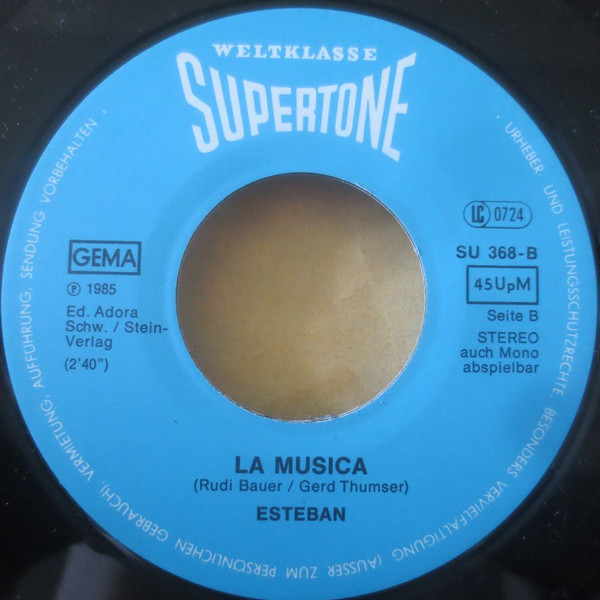 WELTKLASSE
SUPERTONE
URHEBER UND LEISTUNGSSCHUTZRECHTE, BESONDERS VERVIELFÄLTIGUNG (AUSSER ZUM PERSÖNLICHEN GEBRAUCH), VERMIETUNG, AUFFÜHRUNG, SENDUNG VORBEHALTEN
GEMA
℗ 1985
Ed. Adora
Schw. / Stein-
Verlag
(2'40")
LC 0724
SU 368-B
45 UpM
Seite B
STEREO
auch Mono
abspielbar
LA MUSICA
(Rudi Bauer / Gerd Thumser)
ESTEBAN